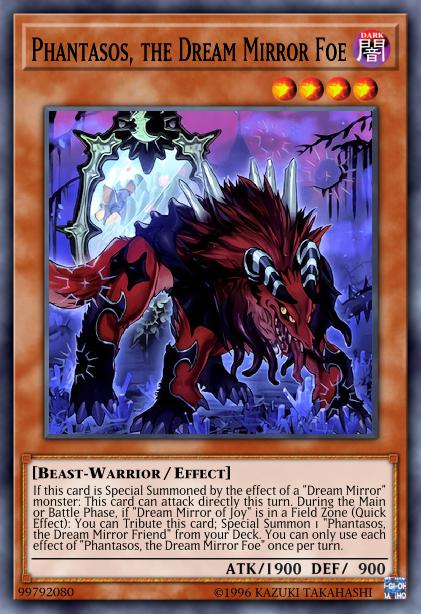 Phantasos, the Dream Mirror Foe
DARK
闇
[Beast-Warrior / Effect]
If this card is Special Summoned by the effect of a "Dream Mirror"
monster: This card can attack directly this turn. During the Main
or Battle Phase, if "Dream Mirror of Joy" is in a Field Zone (Quick
Effect): You can Tribute this card; Special Summon 1 "Phantasos,
the Dream Mirror Friend" from your Deck. You can only use each
effect of "Phantasos, the Dream Mirror Foe" once per turn.
ATK/1900 DEF/ 900
99792080
©1996 KAZUKI TAKAHASHI